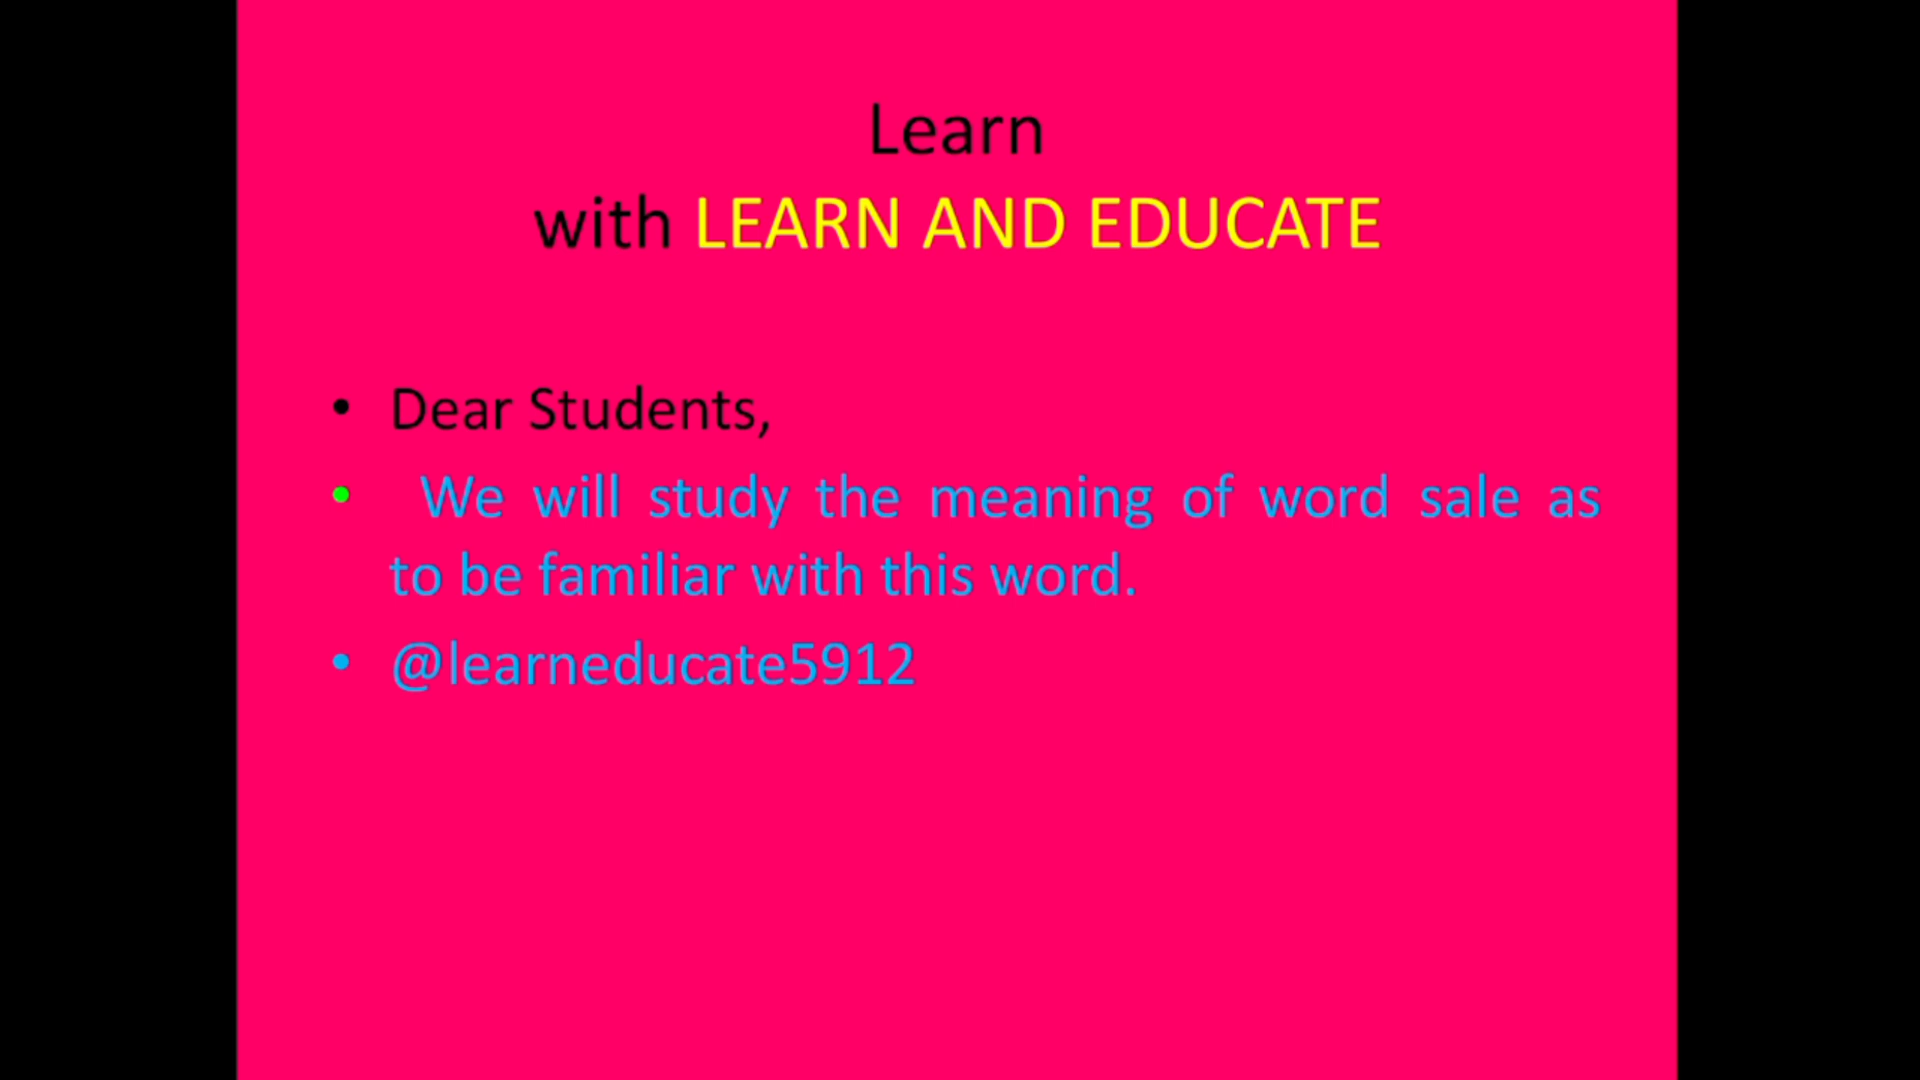 Learn
with LEARN AND EDUCATE
• Dear Students,
• We will study the meaning of word sale as
to be familiar with this word.
• @learneducate5912